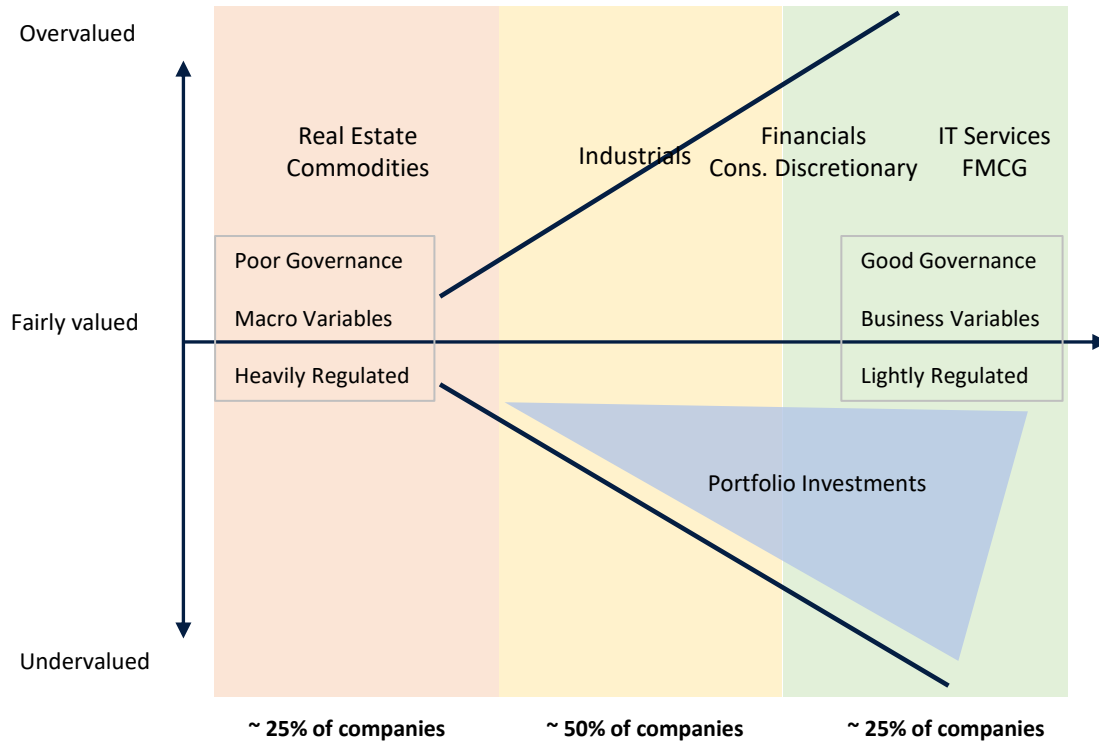 Overvalued
Real Estate
Commodities
Industrials
Financials
Cons. Discretionary
IT Services
FMCG
Poor Governance
Good Governance
Fairly valued
Macro Variables
Business Variables
Heavily Regulated
Lightly Regulated
Portfolio Investments
Undervalued
~ 25% of companies
~ 50% of companies
~ 25% of companies